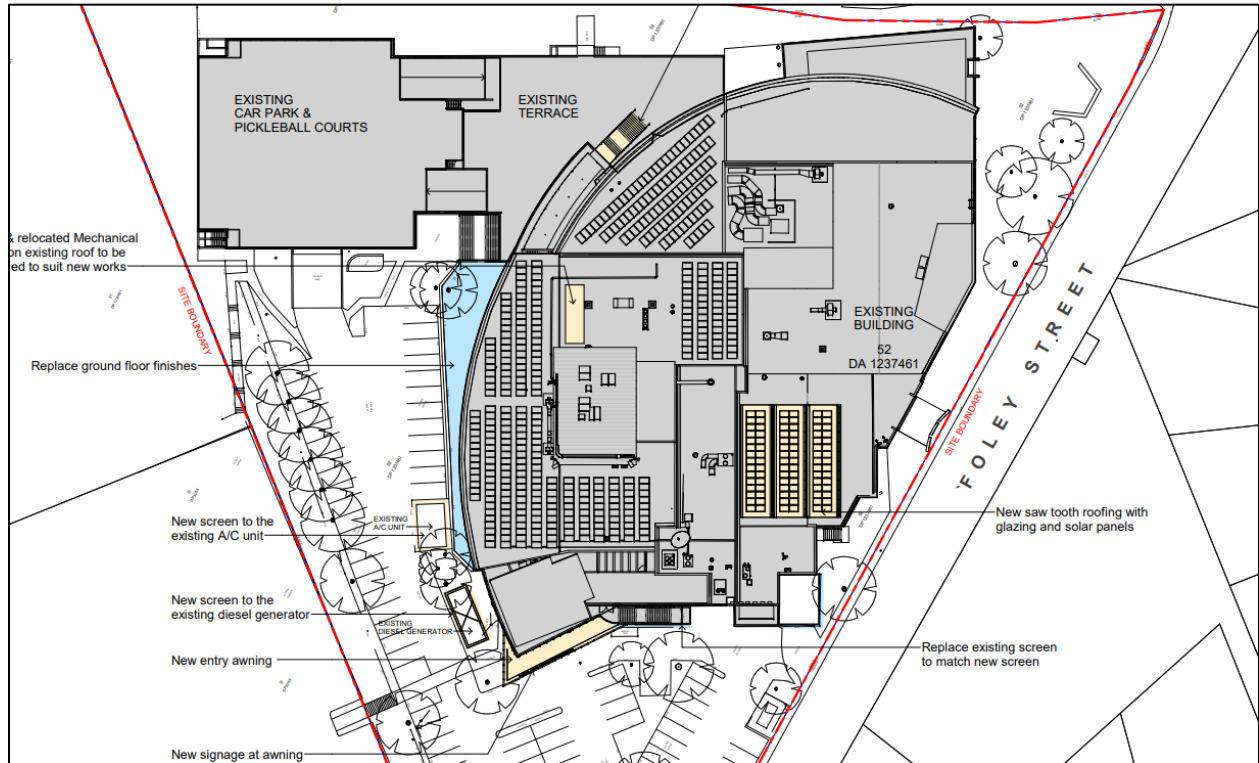 EXISTING
CAR PARK &
PICKLEBALL COURTS
EXISTING
TERRACE
& relocated Mechanical
on existing roof to be
ed to suit new works
SITE BOUNDARY
Replace ground floor finishes
EXISTING
BUILDING
52
DA 1237461
FOLEY STREET
SITE BOUNDARY
New screen to the
existing A/C unit
EXISTING
A/C UNIT
New saw tooth roofing with
glazing and solar panels
New screen to the
existing diesel generator
EXISTING
DIESEL GENERATOR
New entry awning
Replace existing screen
to match new screen
New signage at awning